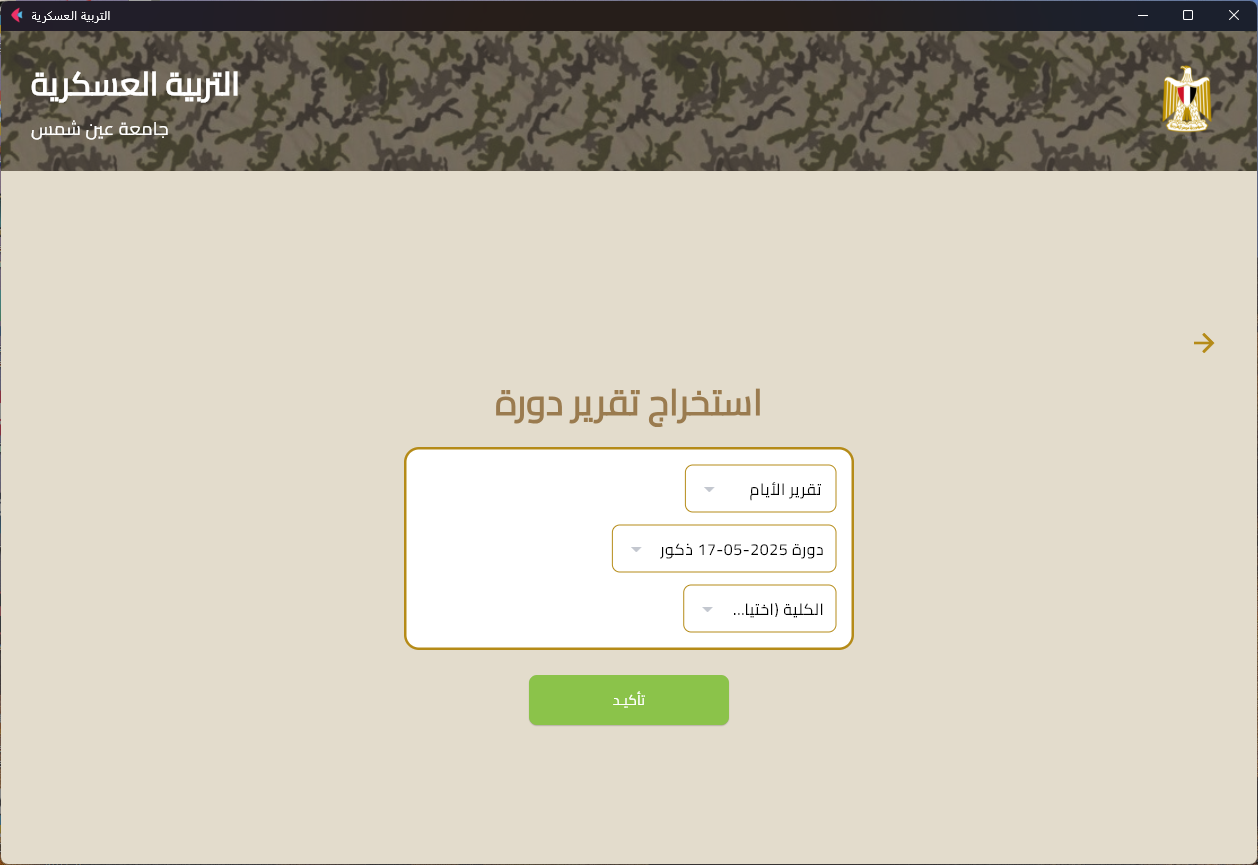 التربية العسكرية
التربية العسكرية
جامعة عين شمس
استخراج تقرير دورة
تقرير الأيام
دورة 2025-05-17 ذكور
الكلية (اختيا...
تأكيـد